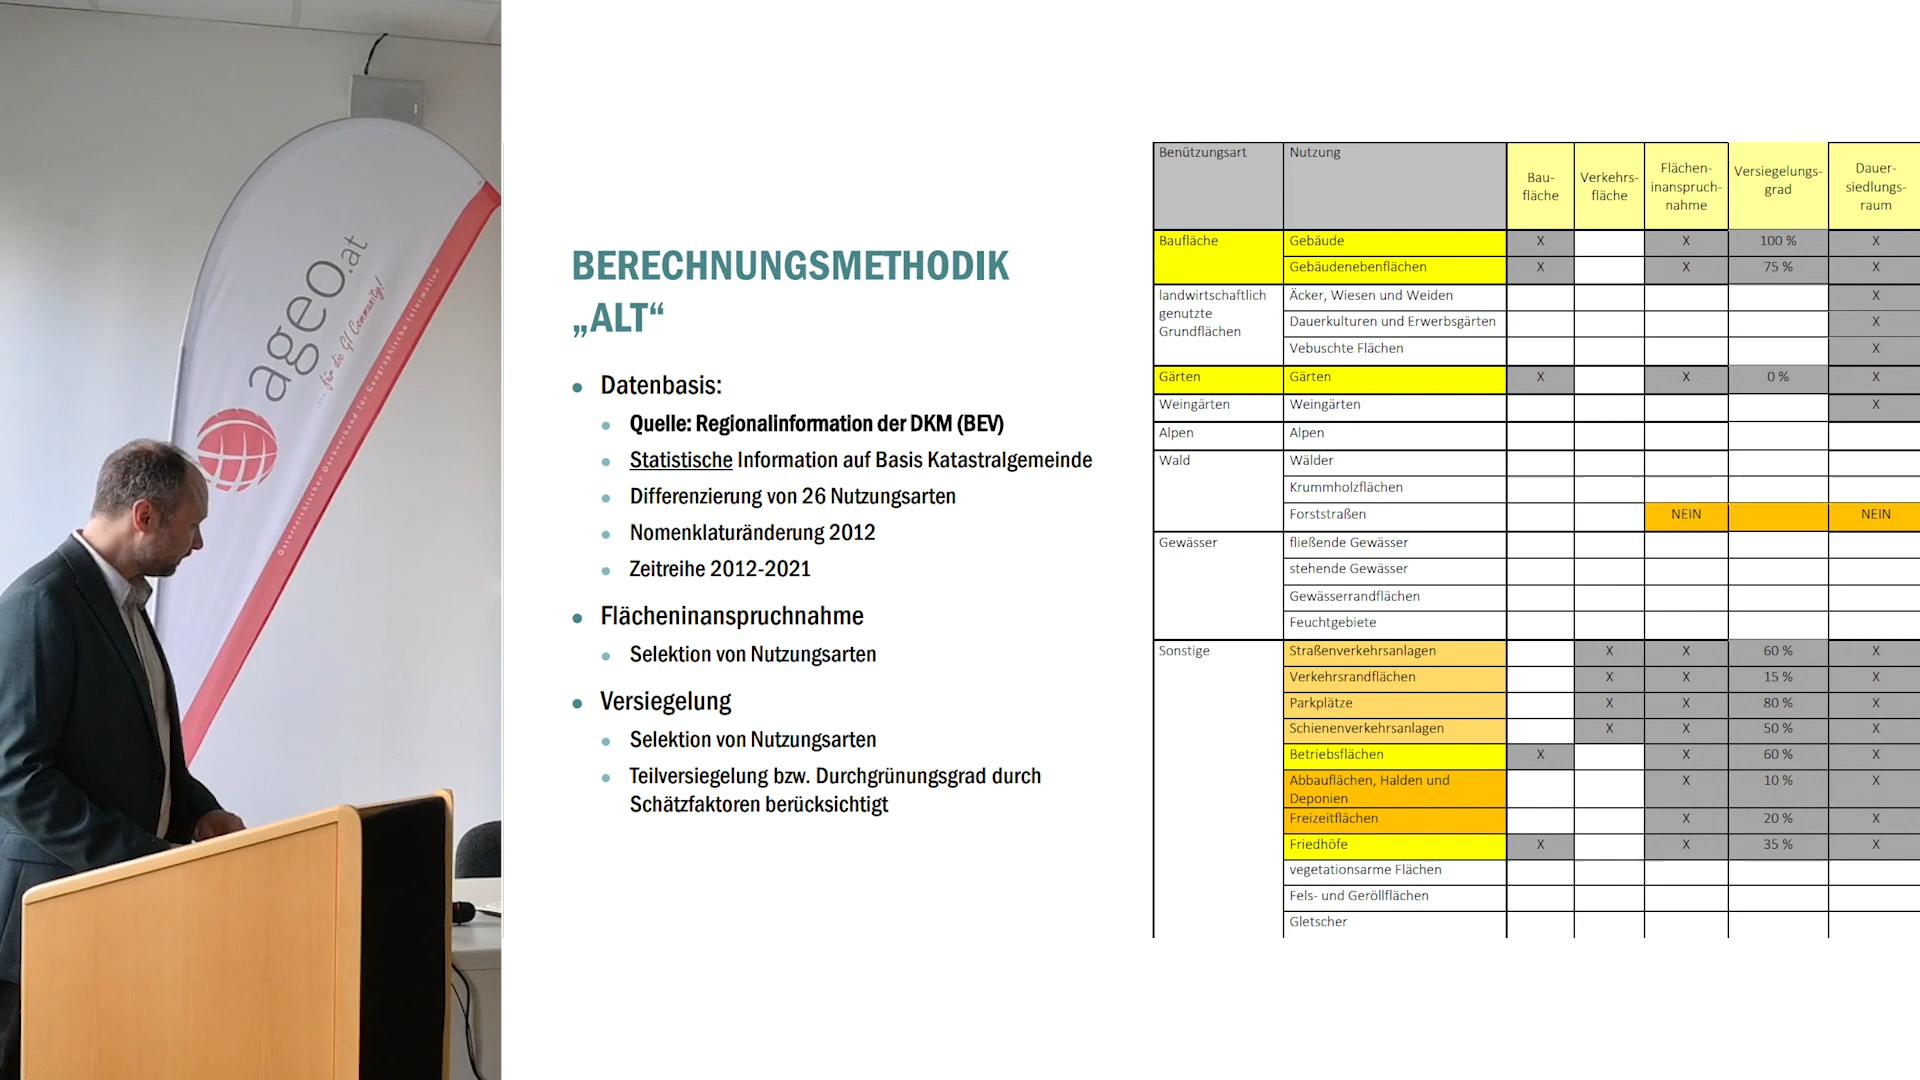 ageo.at
... für die GI Community!
Österreichischer Dachverband für Geographische Information
BERECHNUNGSMETHODIK
„ALT“
Datenbasis:
Quelle: Regionalinformation der DKM (BEV)
Statistische Information auf Basis Katastralgemeinde
Differenzierung von 26 Nutzungsarten
Nomenklaturänderung 2012
Zeitreihe 2012-2021
Flächeninanspruchnahme
Selektion von Nutzungsarten
Versiegelung
Selektion von Nutzungsarten
Teilversiegelung bzw. Durchgrünungsgrad durch
Schätzfaktoren berücksichtigt
Benützungsart Nutzung Bau-fläche Verkehrs-fläche Flächen-inanspruch-nahme Versiegelungs-grad Dauer-siedlungs-raum
Baufläche Gebäude X X 100 % X
Gebäudenebenflächen X X 75 % X
landwirtschaftlich genutzte Grundflächen Äcker, Wiesen und Weiden X
Dauerkulturen und Erwerbsgärten X
Vebuschte Flächen X
Gärten Gärten X X 0 % X
Weingärten Weingärten X
Alpen Alpen
Wald Wälder
Krummholzflächen
Forststraßen NEIN NEIN
Gewässer fließende Gewässer
stehende Gewässer
Gewässerrandflächen
Feuchtgebiete
Sonstige Straßenverkehrsanlagen X X 60 % X
Verkehrsrandflächen X X 15 % X
Parkplätze X X 80 % X
Schienenverkehrsanlagen X X 50 % X
Betriebsflächen X X 60 % X
Abbauflächen, Halden und Deponien X 10 % X
Freizeitflächen X 20 % X
Friedhöfe X X 35 % X
vegetationsarme Flächen
Fels- und Geröllflächen
Gletscher